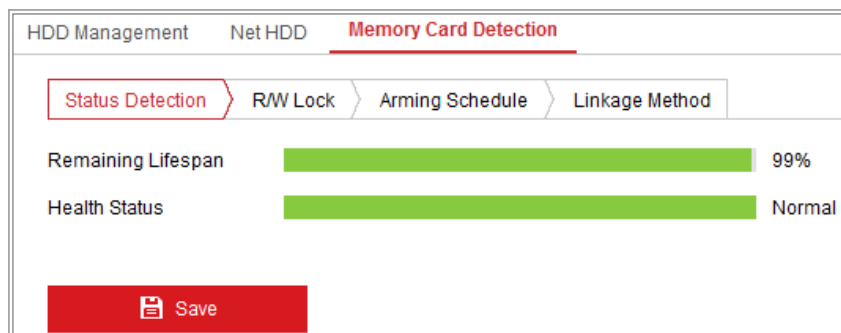 HDD Management Net HDD Memory Card Detection
Status Detection R/W Lock Arming Schedule Linkage Method
Remaining Lifespan 99%
Health Status Normal
Save